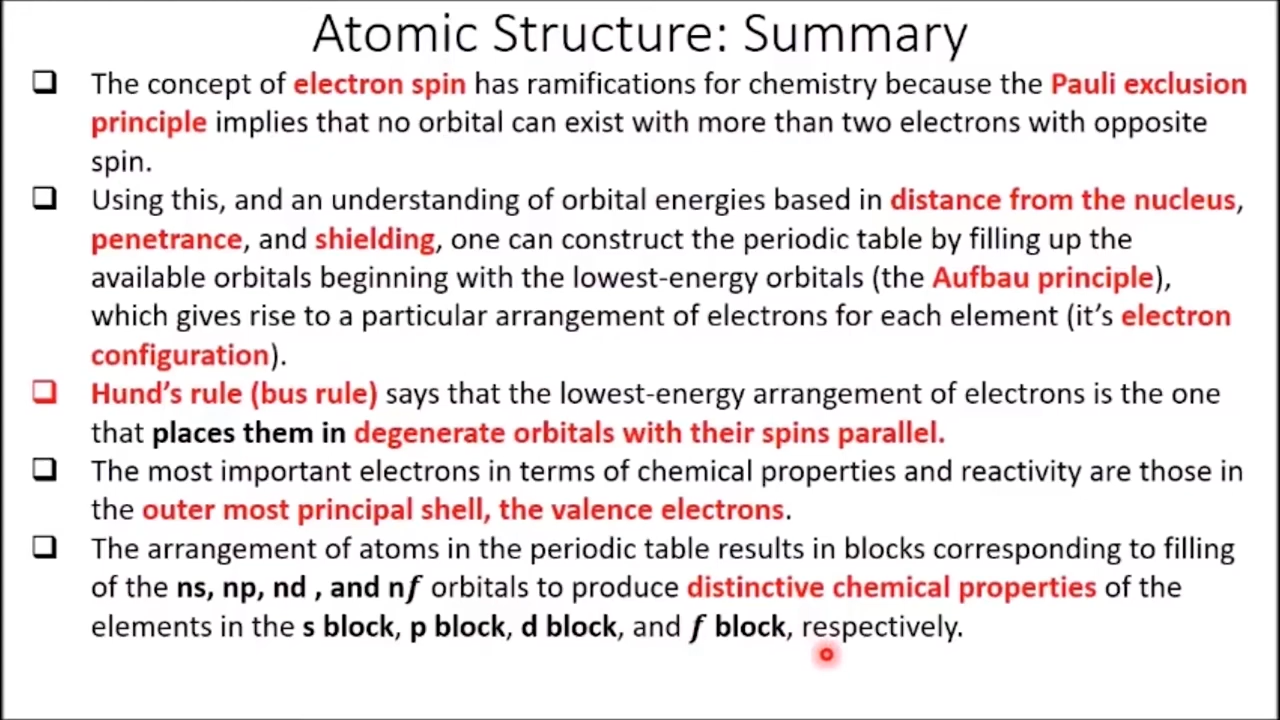 Atomic Structure: Summary
❑ The concept of electron spin has ramifications for chemistry because the Pauli exclusion
principle implies that no orbital can exist with more than two electrons with opposite
spin.
❑ Using this, and an understanding of orbital energies based in distance from the nucleus,
penetrance, and shielding, one can construct the periodic table by filling up the
available orbitals beginning with the lowest-energy orbitals (the Aufbau principle),
which gives rise to a particular arrangement of electrons for each element (it’s electron
configuration).
❑ Hund’s rule (bus rule) says that the lowest-energy arrangement of electrons is the one
that places them in degenerate orbitals with their spins parallel.
❑ The most important electrons in terms of chemical properties and reactivity are those in
the outer most principal shell, the valence electrons.
❑ The arrangement of atoms in the periodic table results in blocks corresponding to filling
of the ns, np, nd , and nf orbitals to produce distinctive chemical properties of the
elements in the s block, p block, d block, and f block, respectively.